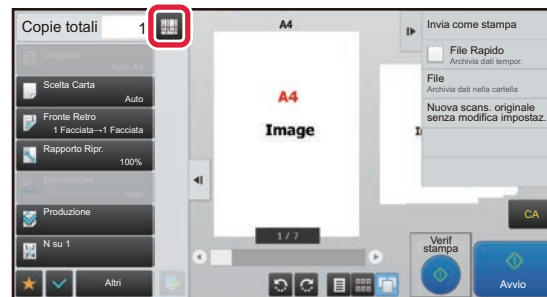 Copie totali 1
Originale
Auto A4
Scelta Carta
Auto
Fronte Retro
1 Facciata→1 Facciata
Rapporto Ripr.
100%
Esposizione
Auto
Produzione
N su 1
Altri
A4
A4
Image
1 / 7
Invia come stampa
File Rapido
Archivia dati tempor.
File
Archivia dati nella cartella
Nuova scans. originale
senza modifica impostaz.
CA
Verif
stampa
Avvio